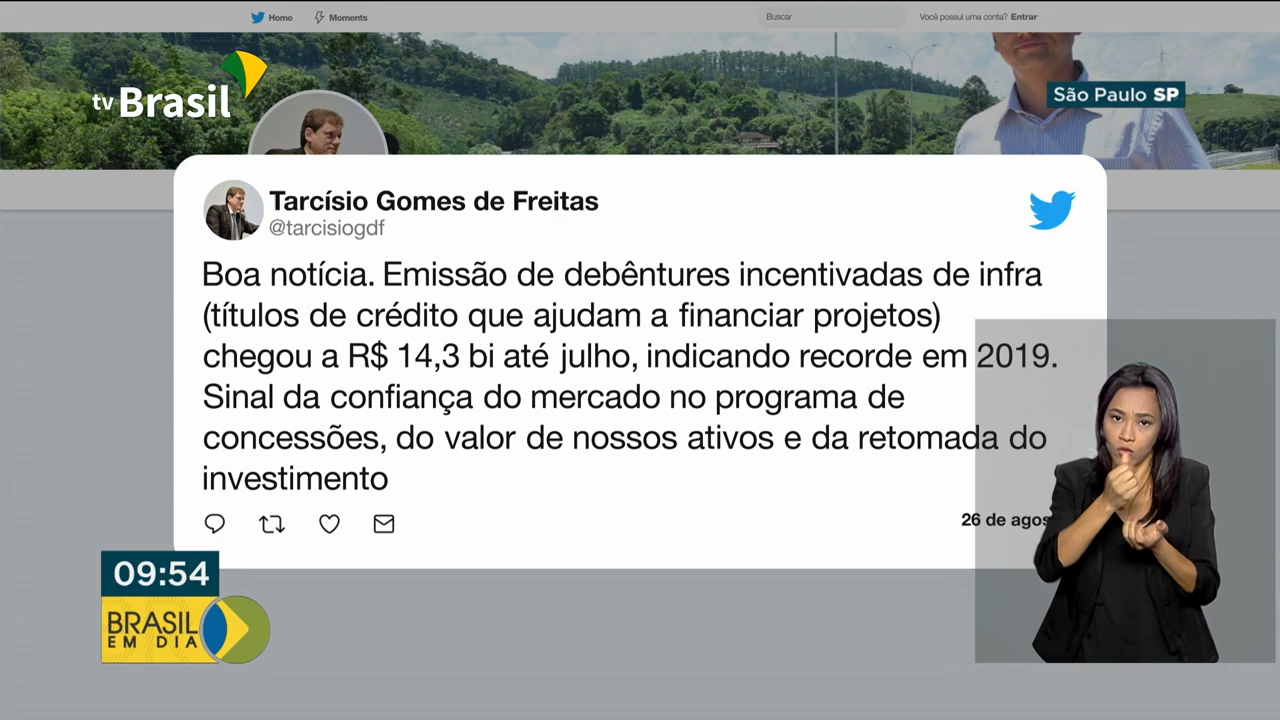 Home
Moments
Buscar
Você possui uma conta? Entrar
tv Brasil
São Paulo SP
Tarcísio Gomes de Freitas
@tarcisiogdf
Boa notícia. Emissão de debêntures incentivadas de infra
(títulos de crédito que ajudam a financiar projetos)
chegou a R$ 14,3 bi até julho, indicando recorde em 2019.
Sinal da confiança do mercado no programa de
concessões, do valor de nossos ativos e da retomada do
investimento
26 de agos
09:54
BRASIL
EM DIA